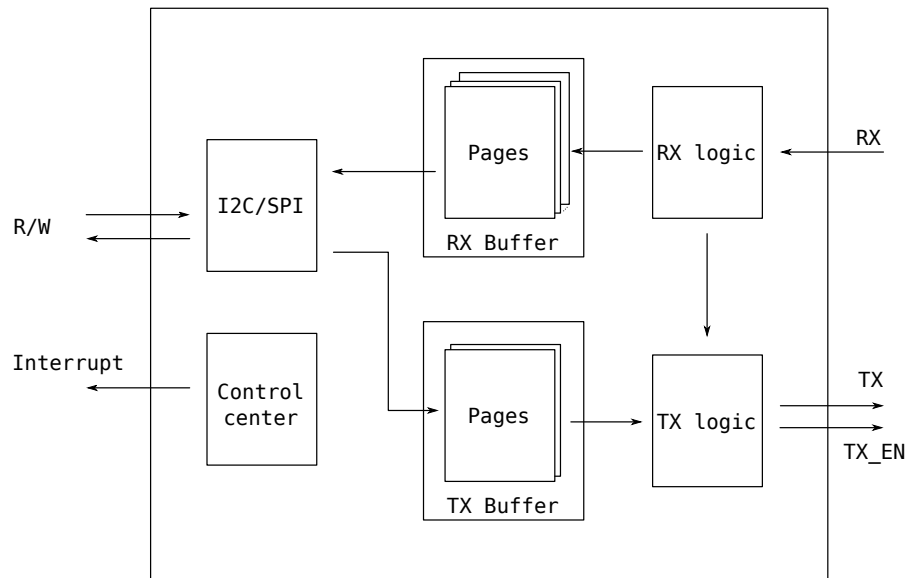 RX
Pages
RX logic
I2C/SPI
R/W
RX Buffer
Interrupt
Control
center
Pages
TX logic
TX
TX_EN
TX Buffer